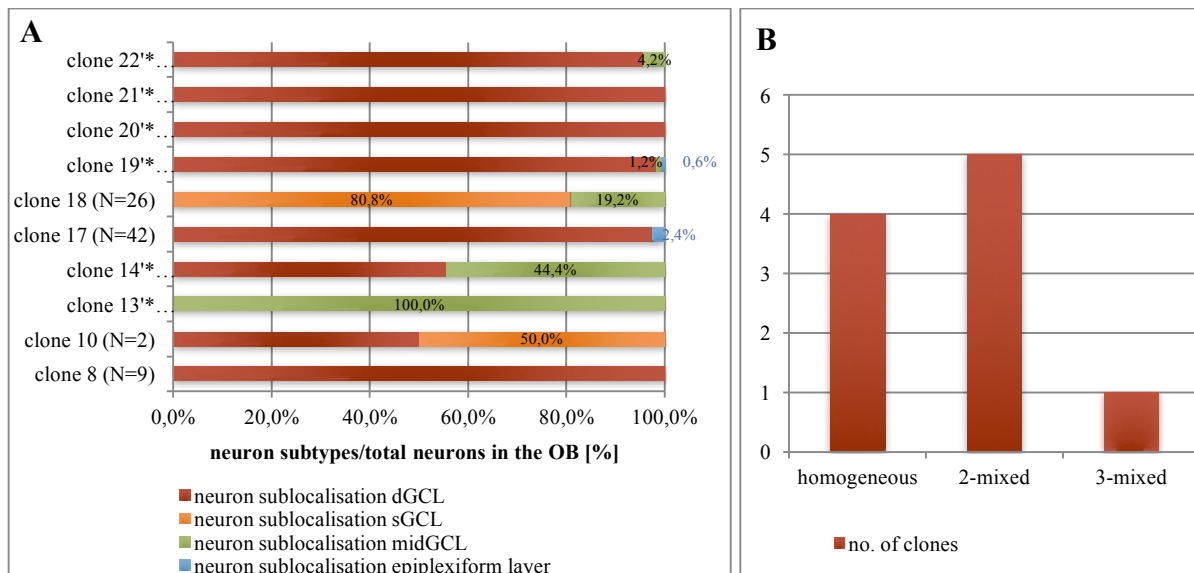 A
clone 22'*...
4,2%
clone 21'*...
clone 20'*...
clone 19'*...
1,2%
0,6%
clone 18 (N=26)
80,8%
19,2%
clone 17 (N=42)
2,4%
clone 14'*...
44,4%
clone 13'*...
100,0%
clone 10 (N=2)
50,0%
clone 8 (N=9)
0,0% 20,0% 40,0% 60,0% 80,0% 100,0%
neuron subtypes/total neurons in the OB [%]
neuron sublocalisation dGCL
neuron sublocalisation sGCL
neuron sublocalisation midGCL
neuron sublocalisation epiplexiform layer
B
6
5
4
3
2
1
0
homogeneous 2-mixed 3-mixed
no. of clones